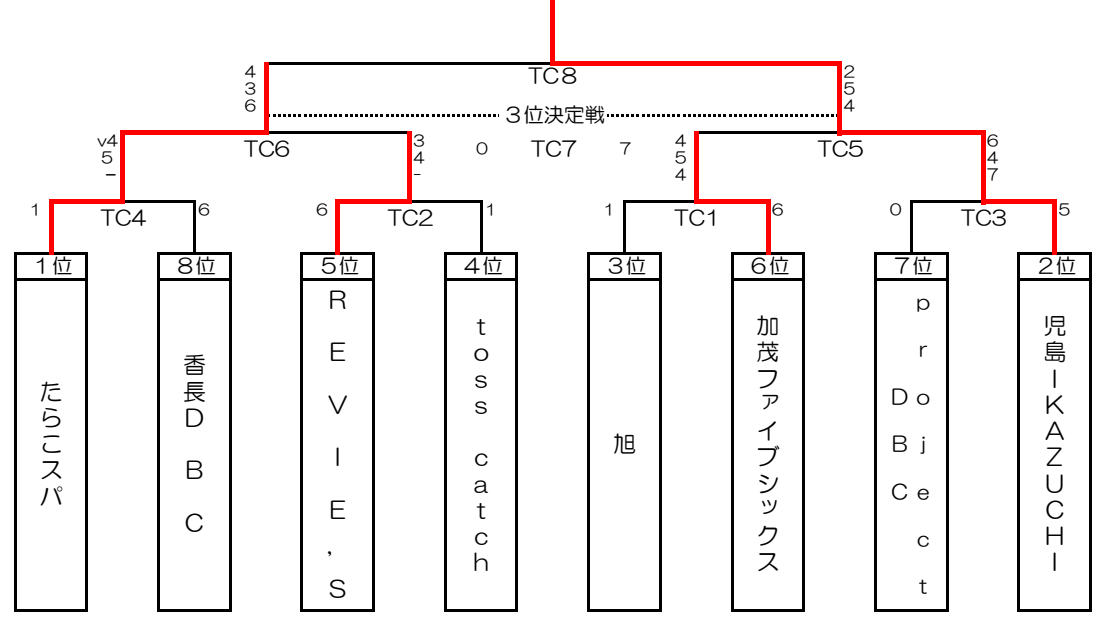 4 TC8 2
3 5
6 4
3位決定戦
v4 TC6 3 0 TC7 7 4 TC5 6
5 4 5 4
- - 4 7
1 TC4 6 6 TC2 1 1 TC1 6 0 TC3 5
1位 8位 5位 4位 3位 6位 7位 2位
たらこスパ
香長DBC
REVIE,S
toss catch
旭
加茂ファイブシックス
project
DBC
児島IKAZUCHI